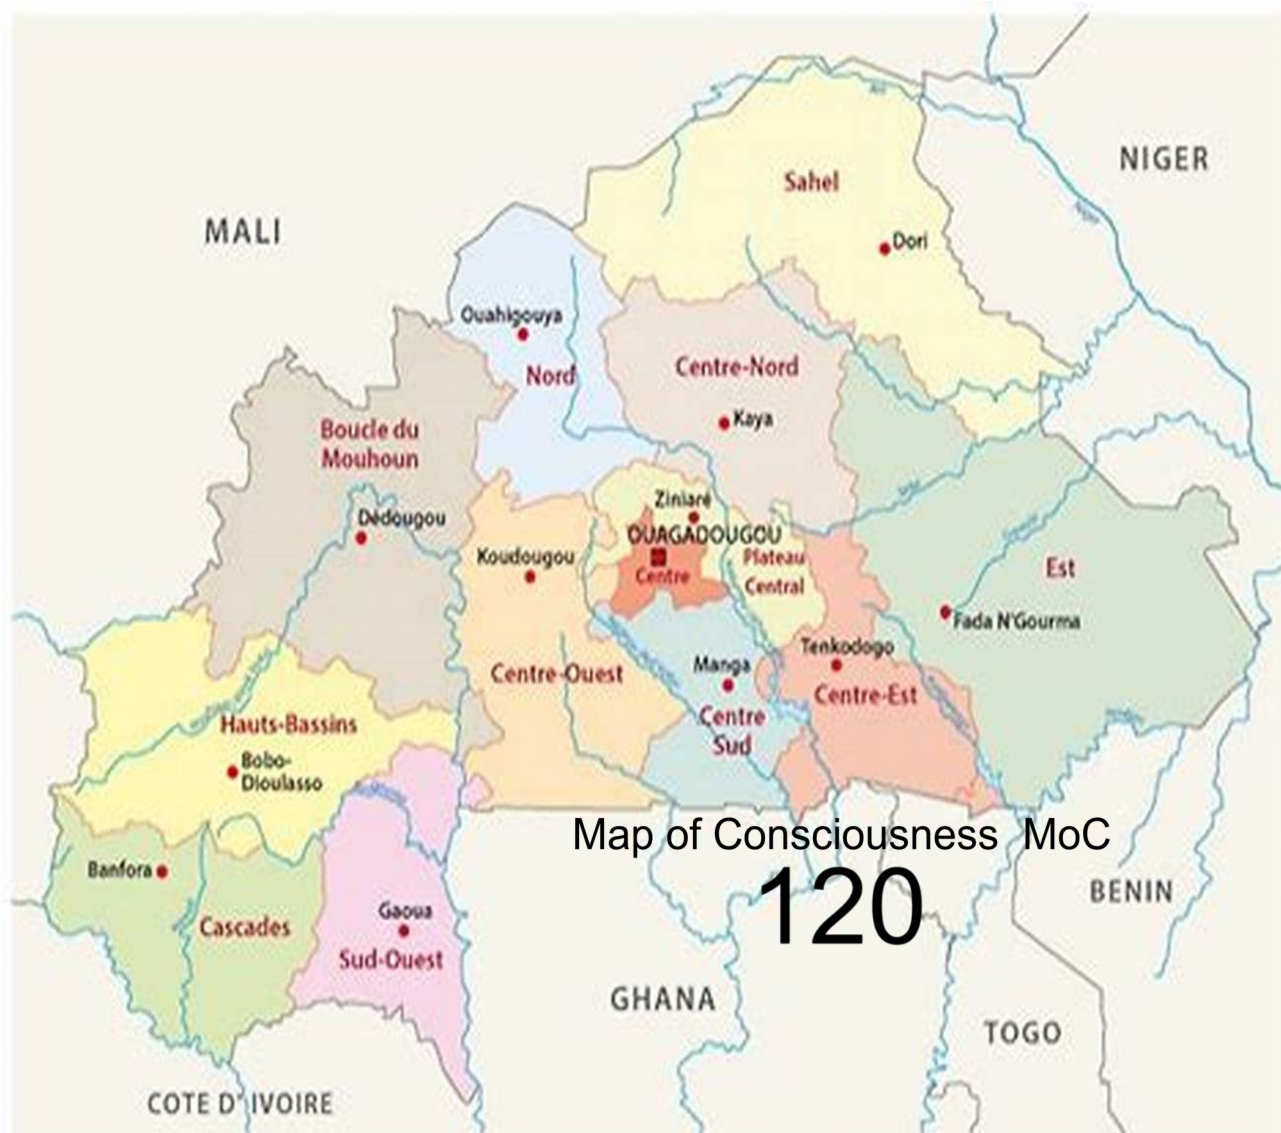 NIGER
Sahel
MALI
Dori
Ouahigouya
Nord
Centre-Nord
Kaya
Boucle du
Mouhoun
Dédougou
Ziniaré
OUAGADOUGOU
Koudougou
Plateau
Central
Centre
Est
Fada N'Gourma
Tenkodogo
Manga
Centre-Ouest
Centre-Est
Centre
Sud
Hauts-Bassins
Bobo-
Dioulasso
Map of Consciousness  MoC
120
Banfora
BENIN
Gaoua
Cascades
Sud-Ouest
GHANA
TOGO
COTE D' IVOIRE